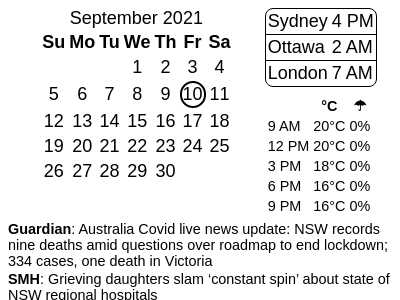 September 2021
Su Mo Tu We Th Fr Sa
1 2 3 4
5 6 7 8 9 10 11
12 13 14 15 16 17 18
19 20 21 22 23 24 25
26 27 28 29 30
Sydney 4 PM
Ottawa 2 AM
London 7 AM
°C ☂
9 AM 20°C 0%
12 PM 20°C 0%
3 PM 18°C 0%
6 PM 16°C 0%
9 PM 16°C 0%
Guardian: Australia Covid live news update: NSW records
nine deaths amid questions over roadmap to end lockdown;
334 cases, one death in Victoria
SMH: Grieving daughters slam ‘constant spin’ about state of
NSW regional hospitals